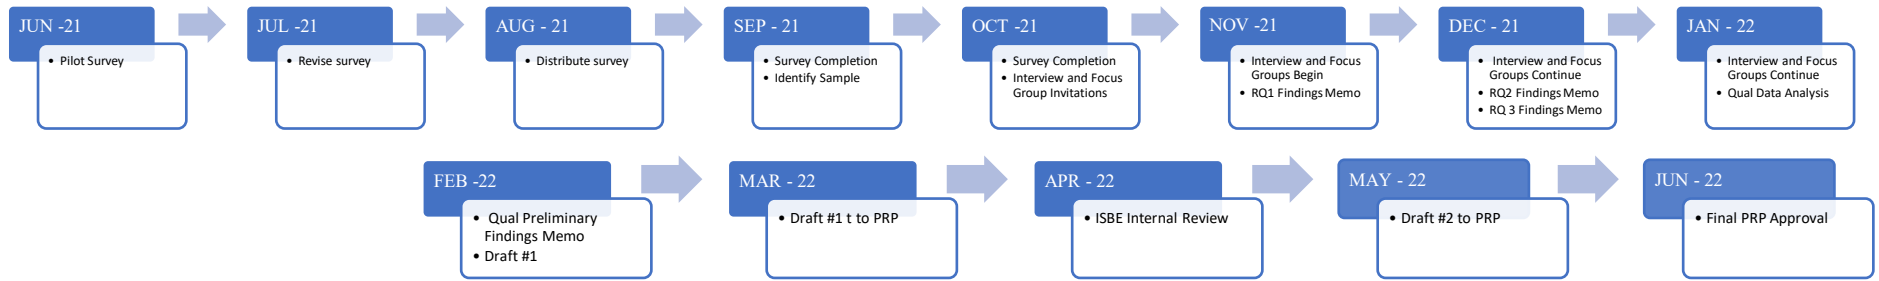 JUN -21
• Pilot Survey
JUL -21
• Revise survey
AUG - 21
• Distribute survey
SEP - 21
• Survey Completion
• Identify Sample
OCT -21
• Survey Completion
• Interview and Focus
Group Invitations
NOV -21
• Interview and Focus
Groups Begin
• RQ1 Findings Memo
DEC - 21
• Interview and Focus
Groups Continue
• RQ2 Findings Memo
• RQ 3 Findings Memo
JAN - 22
• Interview and Focus
Groups Continue
• Qual Data Analysis
FEB -22
• Qual Preliminary
Findings Memo
• Draft #1
MAR - 22
• Draft #1 t to PRP
APR - 22
• ISBE Internal Review
MAY - 22
• Draft #2 to PRP
JUN - 22
• Final PRP Approval